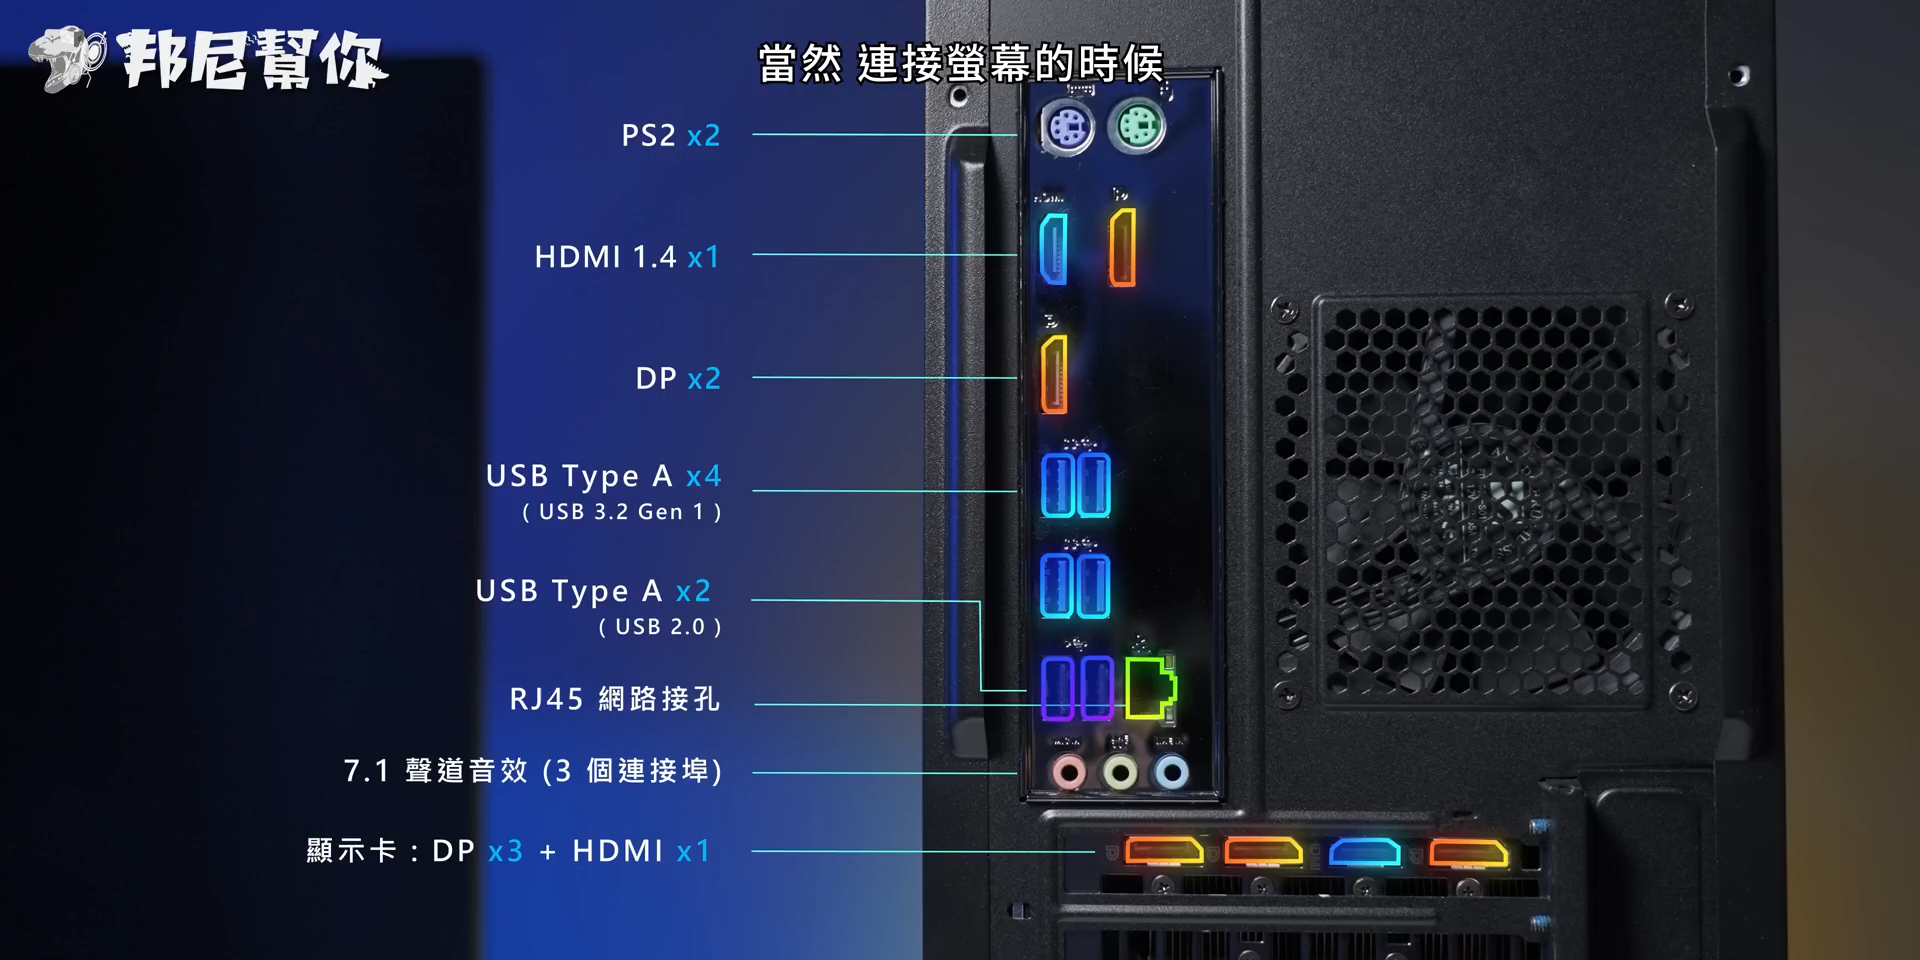 邦尼幫你
當然 連接螢幕的時候
PS2 x2
HDMI 1.4 x1
DP x2
USB Type A x4
( USB 3.2 Gen 1 )
USB Type A x2
( USB 2.0 )
RJ45 網路接孔
7.1 聲道音效 (3 個連接埠)
顯示卡：DP x3 + HDMI x1